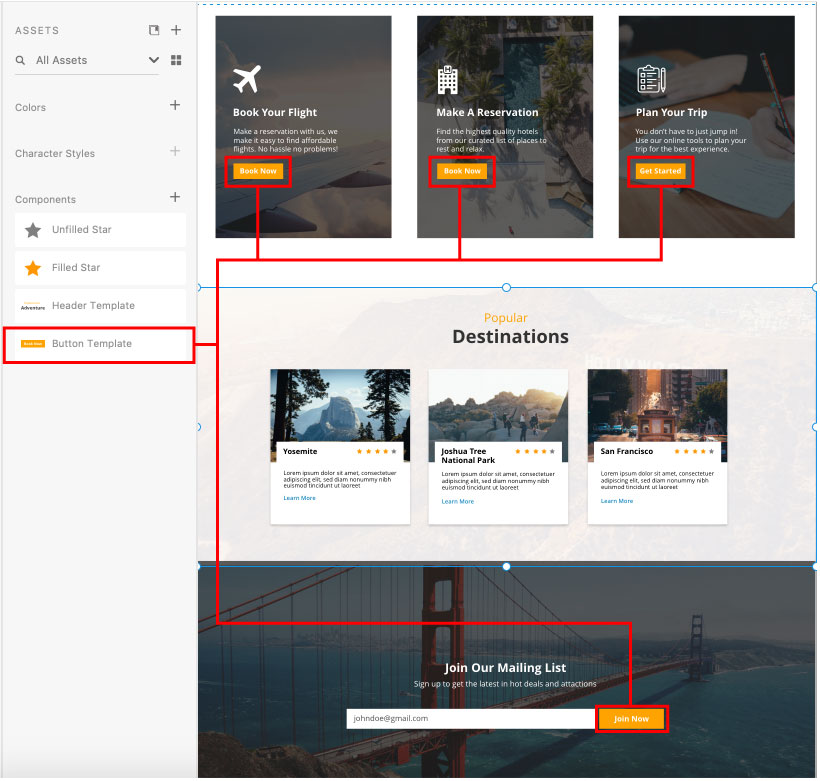 ASSETS
All Assets
Colors
Character Styles
Components
Unfilled Star
Filled Star
Adventure
Header Template
Book Now
Button Template
Book Your Flight
Make a reservation with us, we
make it easy to find affordable
flights. No hassle no problems!
Book Now
Make A Reservation
Find the highest quality hotels
from our curated list of places to
rest and relax.
Book Now
Plan Your Trip
You don't have to just jump in!
Use our online tools to plan your
trip for the best experience.
Get Started
Popular
Destinations
HOLLYWOOD
Yosemite
Lorem ipsum dolor sit amet, consectetuer
adipiscing elit, sed diam nonummy nibh
euismod tincidunt ut laoreet
Learn More
Joshua Tree
National Park
Lorem ipsum dolor sit amet, consectetuer
adipiscing elit, sed diam nonummy nibh
euismod tincidunt ut laoreet
Learn More
San Francisco
Lorem ipsum dolor sit amet, consectetuer
adipiscing elit, sed diam nonummy nibh
euismod tincidunt ut laoreet
Learn More
Join Our Mailing List
Sign up to get the latest in hot deals and attactions
johndoe@gmail.com
Join Now